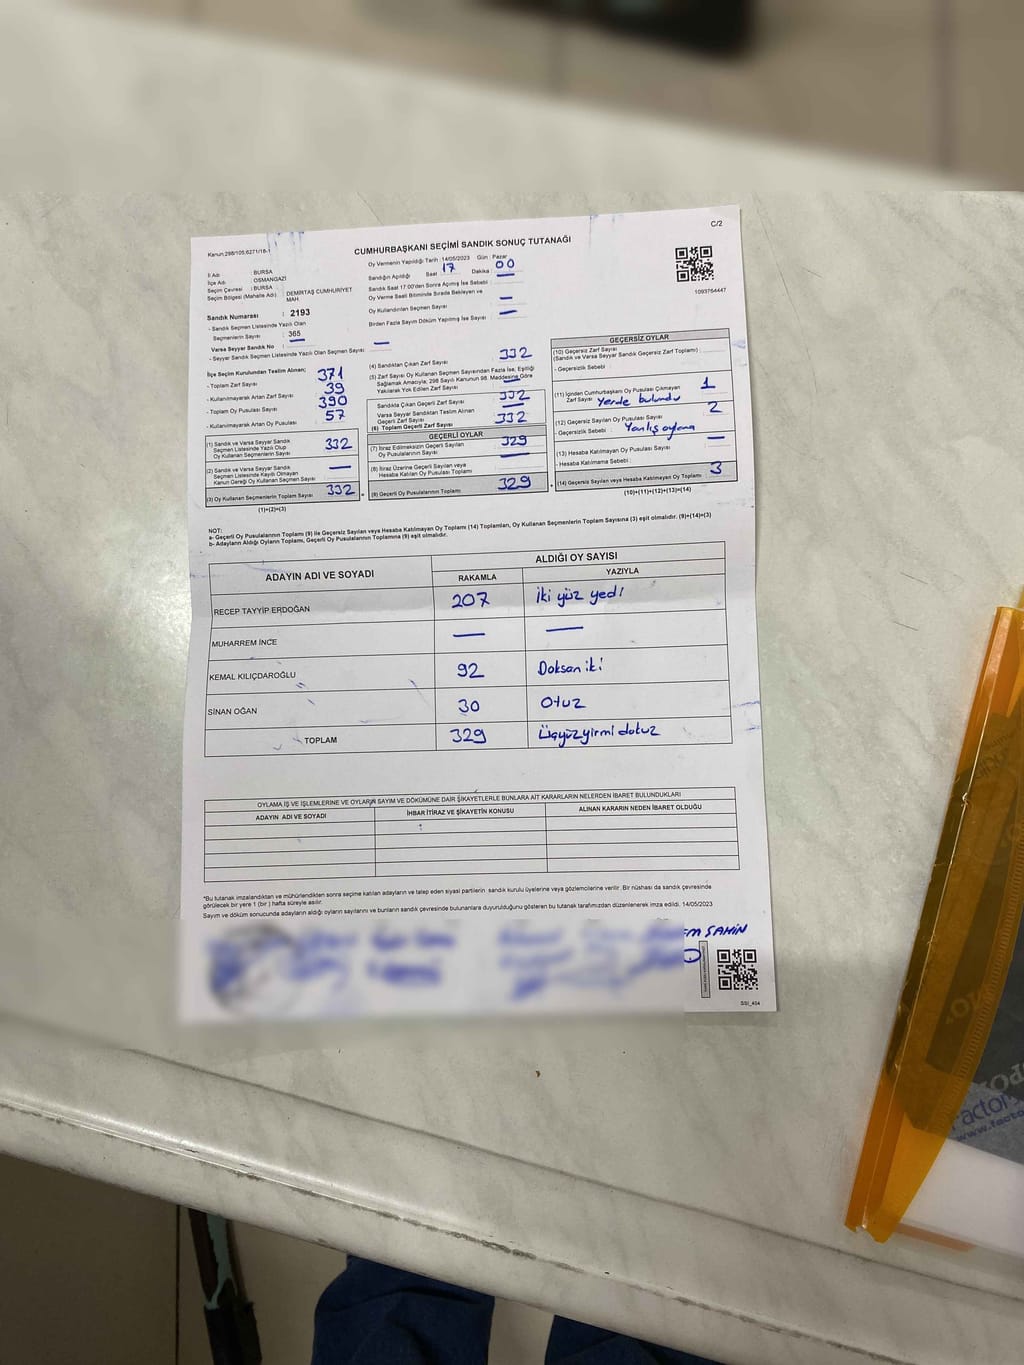 C/2
Kanun:298/105;6271/18-1
CUMHURBAŞKANI SEÇİMİ SANDIK SONUÇ TUTANAĞI
İl Adı : BURSA
İlçe Adı : OSMANGAZİ
Seçim Çevresi : BURSA
Seçim Bölgesi (Mahalle Adı) : DEMİRTAŞ CUMHURİYET MAH.
Sandık Numarası : 2193
- Sandık Seçmen Listesinde Yazılı Olan
Seçmenlerin Sayısı : 365
Varsa Seyyar Sandık No : —
- Seyyar Sandık Seçmen Listesinde Yazılı Olan Seçmen Sayısı : —
Oy Vermenin Yapıldığı Tarih : 14/05/2023 Gün : Pazar
Sandığın Açıldığı Saat : 17 Dakika : 00
Sandık Saat 17:00'den Sonra Açılmış İse Sebebi : —
Oy Verme Saati Bitiminde Sırada Bekleyen ve
Oy Kullandırılan Seçmen Sayısı : —
Birden Fazla Sayım Döküm Yapılmış İse Sayısı : —
1093764447
İlçe Seçim Kurulundan Teslim Alınan;
- Toplam Zarf Sayısı : 371
- Kullanılmayarak Artan Zarf Sayısı : 39
- Toplam Oy Pusulası Sayısı : 390
- Kullanılmayarak Artan Oy Pusulası : 57
(1) Sandık ve Varsa Seyyar Sandık
Seçmen Listesinde Yazılı Olup
Oy Kullanan Seçmenlerin Sayısı 332
(2) Sandık ve Varsa Seyyar Sandık
Seçmen Listesinde Kayıtlı Olmayan
Kanun Gereği Oy Kullanan Seçmen Sayısı —
(3) Oy Kullanan Seçmenlerin Toplam Sayısı 332
(1)+(2)=(3)
(4) Sandıktan Çıkan Zarf Sayısı : 332
(5) Zarf Sayısı Oy Kullanan Seçmen Sayısından Fazla İse, Eşitliği
Sağlamak Amacıyla; 298 Sayılı Kanunun 98. Maddesine Göre
Yakılarak Yok Edilen Zarf Sayısı : —
Sandıkta Çıkan Geçerli Zarf Sayısı : 332
Varsa Seyyar Sandıktan Teslim Alınan
Geçerli Zarf Sayısı
(6) Toplam Geçerli Zarf Sayısı 332
GEÇERLİ OYLAR
(7) İtiraz Edilmeksizin Geçerli Sayılan
Oy Pusulalarının Sayısı 329
(8) İtiraz Üzerine Geçerli Sayılan veya
Hesaba Katılan Oy Pusulası Toplamı —
(9) Geçerli Oy Pusulalarının Toplamı 329
GEÇERSİZ OYLAR
(10) Geçersiz Zarf Sayısı
(Sandık ve Varsa Seyyar Sandık Geçersiz Zarf Toplamı) :
- Geçersizlik Sebebi :
(11) İçinden Cumhurbaşkanı Oy Pusulası Çıkmayan
Zarf Sayısı 1
Yerde bulundu
(12) Geçersiz Sayılan Oy Pusulası Sayısı 2
- Geçersizlik Sebebi : Yanlış oylama
(13) Hesaba Katılmayan Oy Pusulası Sayısı —
- Hesaba Katılmama Sebebi :
(14) Geçersiz Sayılan veya Hesaba Katılmayan Oy Toplamı 3
(10)+(11)+(12)+(13)=(14)
NOT:
a- Geçerli Oy Pusulalarının Toplamı (9) ile Geçersiz Sayılan veya Hesaba Katılmayan Oy Toplamı (14) Toplamları, Oy Kullanan Seçmenlerin Toplam Sayısına (3) eşit olmalıdır. (9)+(14)=(3)
b- Adayların Aldığı Oyların Toplamı, Geçerli Oy Pusulalarının Toplamına (9) eşit olmalıdır.
ADAYIN ADI VE SOYADI ALDIĞI OY SAYISI
RAKAMLA YAZIYLA
RECEP TAYYİP ERDOĞAN 207 İki yüz yedi
MUHARREM İNCE — —
KEMAL KILIÇDAROĞLU 92 Doksan iki
SİNAN OĞAN 30 Otuz
TOPLAM 329 Üçyüzyirmi dokuz
OYLAMA İŞ VE İŞLEMLERİNE VE OYLARIN SAYIM VE DÖKÜMÜNE DAİR ŞİKAYETLERLE BUNLARA AİT KARARLARIN NELERDEN İBARET BULUNDUKLARI
ADAYIN ADI VE SOYADI İHBAR İTİRAZ VE ŞİKAYETİN KONUSU ALINAN KARARIN NEDEN İBARET OLDUĞU
*Bu tutanak imzalandıktan ve mühürlendikten sonra seçime katılan adayların ve talep eden siyasi partilerin sandık kurulu üyelerine veya gözlemcilerine verilir. Bir nüshası da sandık çevresinde
görülecek bir yere 1 (bir) hafta süreyle asılır.
Sayım ve döküm sonucunda adayların aldığı oyların sayılarını ve bunların sandık çevresinde bulunanlara duyurulduğunu gösteren bu tutanak tarafımızdan düzenlenerek imza edildi. 14/05/2023
EM ŞAHİN
SSI_404
actor
www.facto